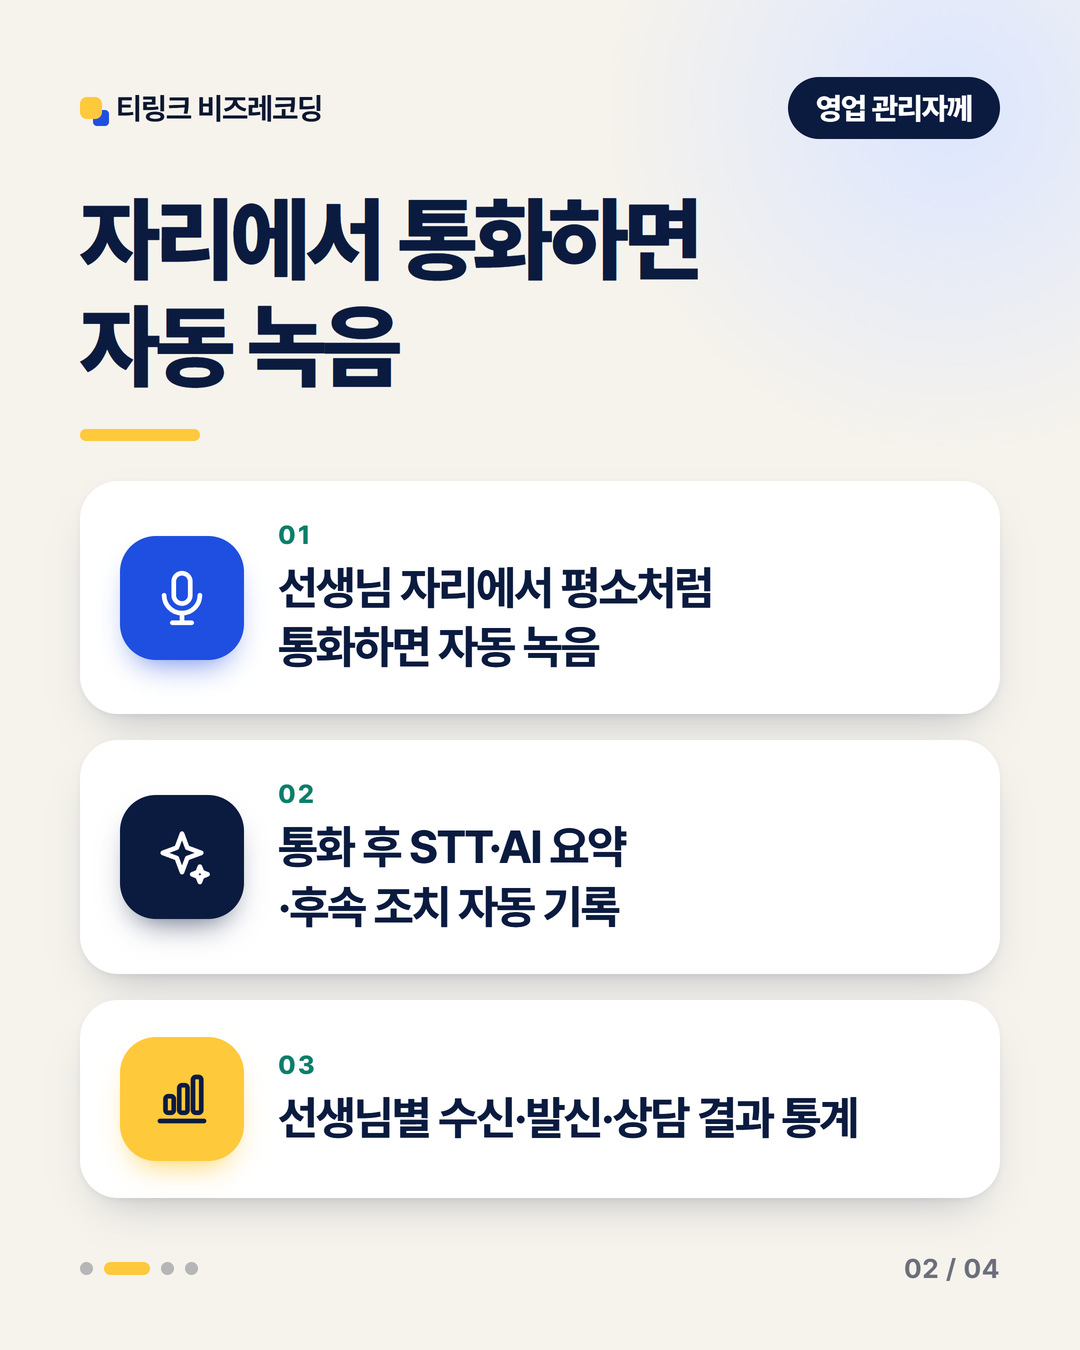 티링크 비즈레코딩
영업 관리자께
자리에서 통화하면
자동 녹음
01
선생님 자리에서 평소처럼
통화하면 자동 녹음
02
통화 후 STT·AI 요약
·후속 조치 자동 기록
03
선생님별 수신·발신·상담 결과 통계
02 / 04